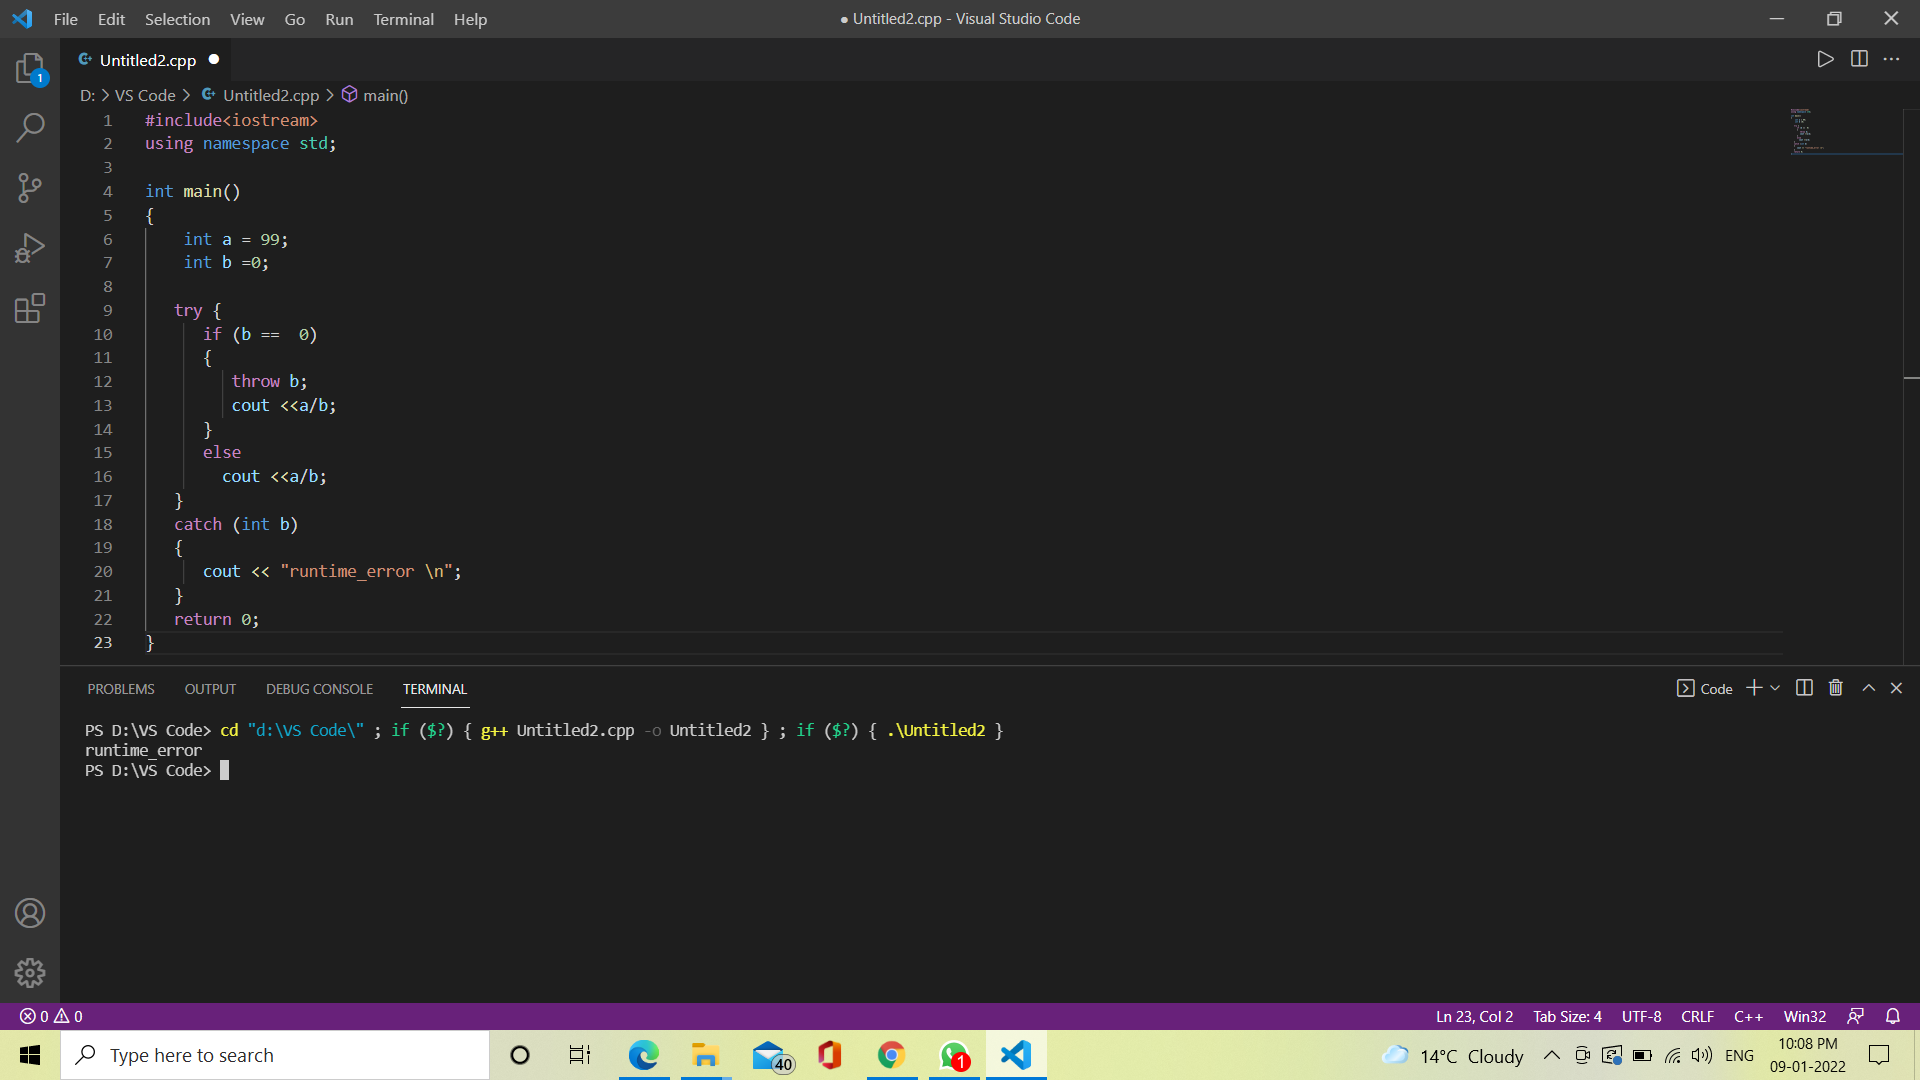 File Edit Selection View Go Run Terminal Help ● Untitled2.cpp - Visual Studio Code
Untitled2.cpp ●
D: > VS Code > Untitled2.cpp > main()
1 #include<iostream>
2 using namespace std;
3
4 int main()
5 {
6 int a = 99;
7 int b =0;
8
9 try {
10 if (b ==  0)
11 {
12 throw b;
13 cout <<a/b;
14 }
15 else
16 cout <<a/b;
17 }
18 catch (int b)
19 {
20 cout << "runtime_error \n";
21 }
22 return 0;
23 }
PROBLEMS OUTPUT DEBUG CONSOLE TERMINAL Code
PS D:\VS Code> cd "d:\VS Code\" ; if ($?) { g++ Untitled2.cpp -o Untitled2 } ; if ($?) { .\Untitled2 }
runtime_error
PS D:\VS Code>
1
0 0 Ln 23, Col 2 Tab Size: 4 UTF-8 CRLF C++ Win32
Type here to search 40 1 14°C Cloudy ENG 10:08 PM
09-01-2022